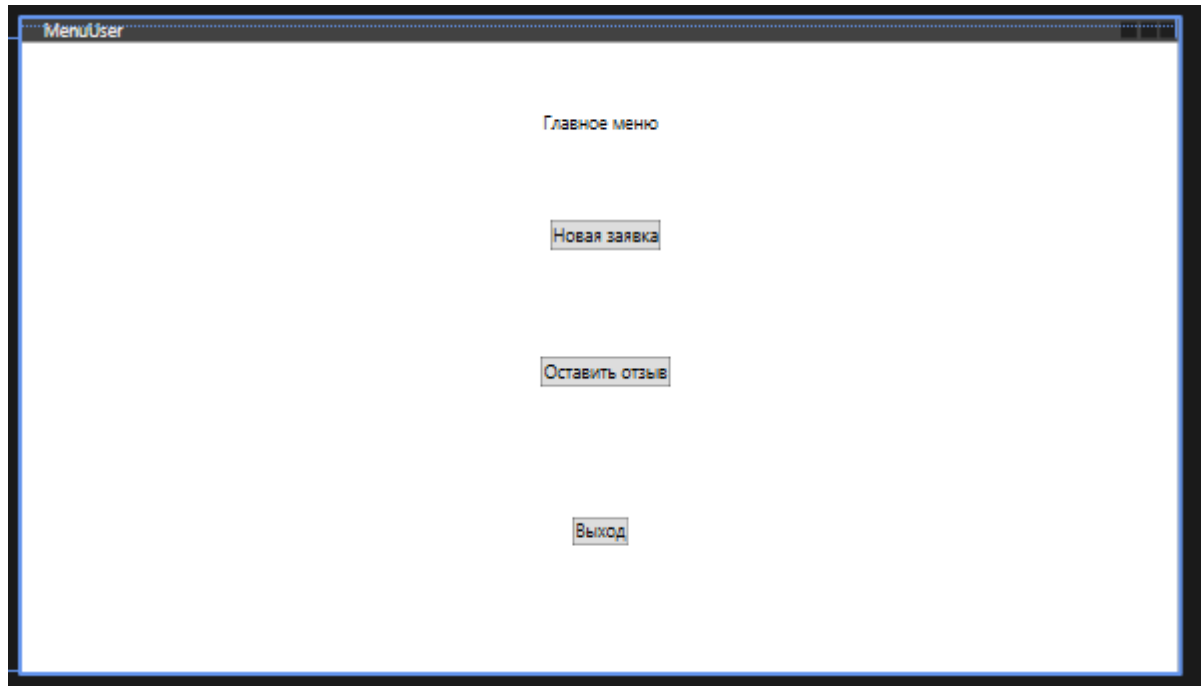 MenuUser
Главное меню
Новая заявка
Оставить отзыв
Выход